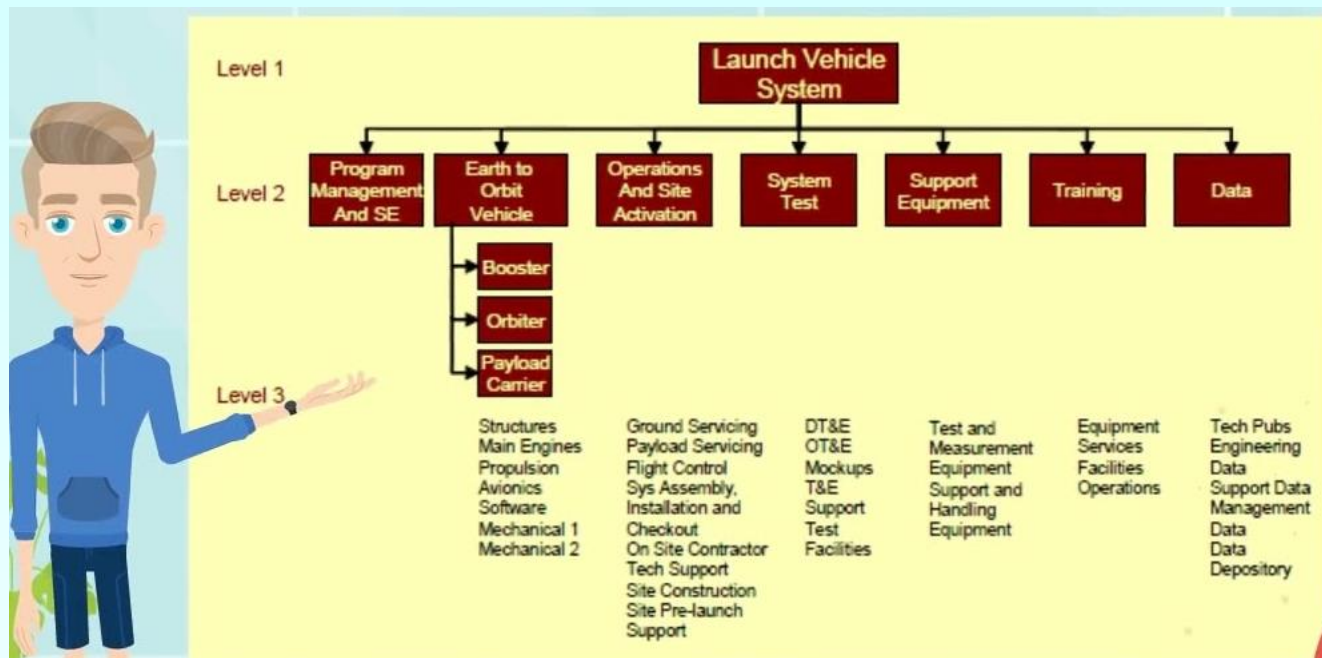 Level 1
Launch Vehicle
System
Level 2
Program
Management
And SE
Earth to
Orbit
Vehicle
Operations
And Site
Activation
System
Test
Support
Equipment
Training
Data
Booster
Orbiter
Payload
Carrier
Level 3
Structures
Main Engines
Propulsion
Avionics
Software
Mechanical 1
Mechanical 2
Ground Servicing
Payload Servicing
Flight Control
Sys Assembly,
Installation and
Checkout
On Site Contractor
Tech Support
Site Construction
Site Pre-launch
Support
DT&E
OT&E
Mockups
T&E
Support
Test
Facilities
Test and
Measurement
Equipment
Support and
Handling
Equipment
Equipment
Services
Facilities
Operations
Tech Pubs
Engineering
Data
Support Data
Management
Data
Data
Depository